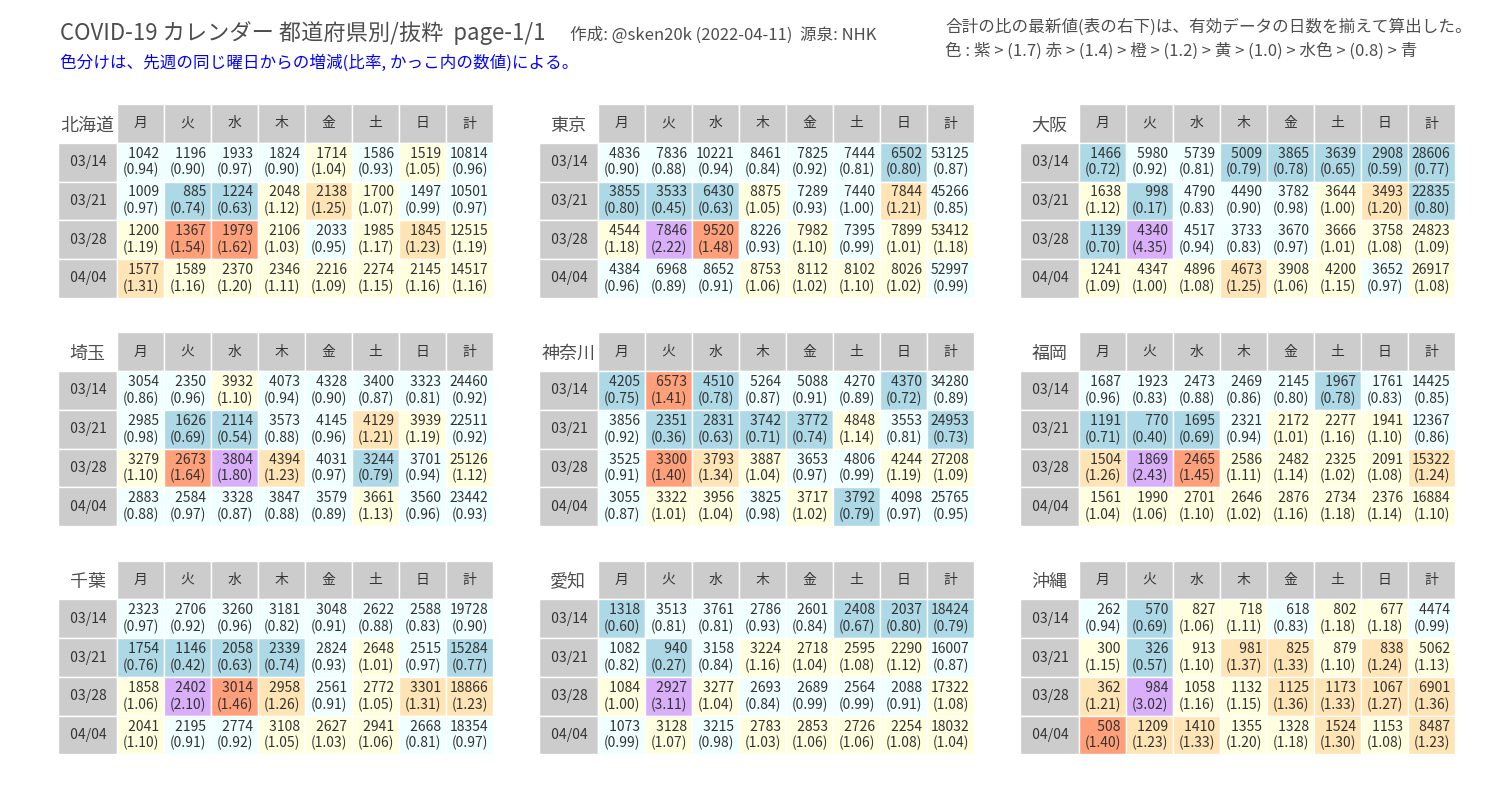 COVID-19 カレンダー 都道府県別/抜粋 page-1/1 作成: @sken20k (2022-04-11) 源泉: NHK
色分けは、先週の同じ曜日からの増減(比率, かっこ内の数値)による。
合計の比の最新値(表の右下)は、有効データの日数を揃えて算出した。
色 : 紫 > (1.7) 赤 > (1.4) > 橙 > (1.2) > 黄 > (1.0) > 水色 > (0.8) > 青
北海道 月 火 水 木 金 土 日 計
03/14 1042 1196 1933 1824 1714 1586 1519 10814
(0.94) (0.90) (0.97) (0.90) (1.04) (0.93) (1.05) (0.96)
03/21 1009 885 1224 2048 2138 1700 1497 10501
(0.97) (0.74) (0.63) (1.12) (1.25) (1.07) (0.99) (0.97)
03/28 1200 1367 1979 2106 2033 1985 1845 12515
(1.19) (1.54) (1.62) (1.03) (0.95) (1.17) (1.23) (1.19)
04/04 1577 1589 2370 2346 2216 2274 2145 14517
(1.31) (1.16) (1.20) (1.11) (1.09) (1.15) (1.16) (1.16)
東京 月 火 水 木 金 土 日 計
03/14 4836 7836 10221 8461 7825 7444 6502 53125
(0.90) (0.88) (0.94) (0.84) (0.92) (0.81) (0.80) (0.87)
03/21 3855 3533 6430 8875 7289 7440 7844 45266
(0.80) (0.45) (0.63) (1.05) (0.93) (1.00) (1.21) (0.85)
03/28 4544 7846 9520 8226 7982 7395 7899 53412
(1.18) (2.22) (1.48) (0.93) (1.10) (0.99) (1.01) (1.18)
04/04 4384 6968 8652 8753 8112 8102 8026 52997
(0.96) (0.89) (0.91) (1.06) (1.02) (1.10) (1.02) (0.99)
大阪 月 火 水 木 金 土 日 計
03/14 1466 5980 5739 5009 3865 3639 2908 28606
(0.72) (0.92) (0.81) (0.79) (0.78) (0.65) (0.59) (0.77)
03/21 1638 998 4790 4490 3782 3644 3493 22835
(1.12) (0.17) (0.83) (0.90) (0.98) (1.00) (1.20) (0.80)
03/28 1139 4340 4517 3733 3670 3666 3758 24823
(0.70) (4.35) (0.94) (0.83) (0.97) (1.01) (1.08) (1.09)
04/04 1241 4347 4896 4673 3908 4200 3652 26917
(1.09) (1.00) (1.08) (1.25) (1.06) (1.15) (0.97) (1.08)
埼玉 月 火 水 木 金 土 日 計
03/14 3054 2350 3932 4073 4328 3400 3323 24460
(0.86) (0.96) (1.10) (0.94) (0.90) (0.87) (0.81) (0.92)
03/21 2985 1626 2114 3573 4145 4129 3939 22511
(0.98) (0.69) (0.54) (0.88) (0.96) (1.21) (1.19) (0.92)
03/28 3279 2673 3804 4394 4031 3244 3701 25126
(1.10) (1.64) (1.80) (1.23) (0.97) (0.79) (0.94) (1.12)
04/04 2883 2584 3328 3847 3579 3661 3560 23442
(0.88) (0.97) (0.87) (0.88) (0.89) (1.13) (0.96) (0.93)
神奈川 月 火 水 木 金 土 日 計
03/14 4205 6573 4510 5264 5088 4270 4370 34280
(0.75) (1.41) (0.78) (0.87) (0.91) (0.89) (0.72) (0.89)
03/21 3856 2351 2831 3742 3772 4848 3553 24953
(0.92) (0.36) (0.63) (0.71) (0.74) (1.14) (0.81) (0.73)
03/28 3525 3300 3793 3887 3653 4806 4244 27208
(0.91) (1.40) (1.34) (1.04) (0.97) (0.99) (1.19) (1.09)
04/04 3055 3322 3956 3825 3717 3792 4098 25765
(0.87) (1.01) (1.04) (0.98) (1.02) (0.79) (0.97) (0.95)
福岡 月 火 水 木 金 土 日 計
03/14 1687 1923 2473 2469 2145 1967 1761 14425
(0.96) (0.83) (0.88) (0.86) (0.80) (0.78) (0.83) (0.85)
03/21 1191 770 1695 2321 2172 2277 1941 12367
(0.71) (0.40) (0.69) (0.94) (1.01) (1.16) (1.10) (0.86)
03/28 1504 1869 2465 2586 2482 2325 2091 15322
(1.26) (2.43) (1.45) (1.11) (1.14) (1.02) (1.08) (1.24)
04/04 1561 1990 2701 2646 2876 2734 2376 16884
(1.04) (1.06) (1.10) (1.02) (1.16) (1.18) (1.14) (1.10)
千葉 月 火 水 木 金 土 日 計
03/14 2323 2706 3260 3181 3048 2622 2588 19728
(0.97) (0.92) (0.96) (0.82) (0.91) (0.88) (0.83) (0.90)
03/21 1754 1146 2058 2339 2824 2648 2515 15284
(0.76) (0.42) (0.63) (0.74) (0.93) (1.01) (0.97) (0.77)
03/28 1858 2402 3014 2958 2561 2772 3301 18866
(1.06) (2.10) (1.46) (1.26) (0.91) (1.05) (1.31) (1.23)
04/04 2041 2195 2774 3108 2627 2941 2668 18354
(1.10) (0.91) (0.92) (1.05) (1.03) (1.06) (0.81) (0.97)
愛知 月 火 水 木 金 土 日 計
03/14 1318 3513 3761 2786 2601 2408 2037 18424
(0.60) (0.81) (0.81) (0.93) (0.84) (0.67) (0.80) (0.79)
03/21 1082 940 3158 3224 2718 2595 2290 16007
(0.82) (0.27) (0.84) (1.16) (1.04) (1.08) (1.12) (0.87)
03/28 1084 2927 3277 2693 2689 2564 2088 17322
(1.00) (3.11) (1.04) (0.84) (0.99) (0.99) (0.91) (1.08)
04/04 1073 3128 3215 2783 2853 2726 2254 18032
(0.99) (1.07) (0.98) (1.03) (1.06) (1.06) (1.08) (1.04)
沖縄 月 火 水 木 金 土 日 計
03/14 262 570 827 718 618 802 677 4474
(0.94) (0.69) (1.06) (1.11) (0.83) (1.18) (1.18) (0.99)
03/21 300 326 913 981 825 879 838 5062
(1.15) (0.57) (1.10) (1.37) (1.33) (1.10) (1.24) (1.13)
03/28 362 984 1058 1132 1125 1173 1067 6901
(1.21) (3.02) (1.16) (1.15) (1.36) (1.33) (1.27) (1.36)
04/04 508 1209 1410 1355 1328 1524 1153 8487
(1.40) (1.23) (1.33) (1.20) (1.18) (1.30) (1.08) (1.23)